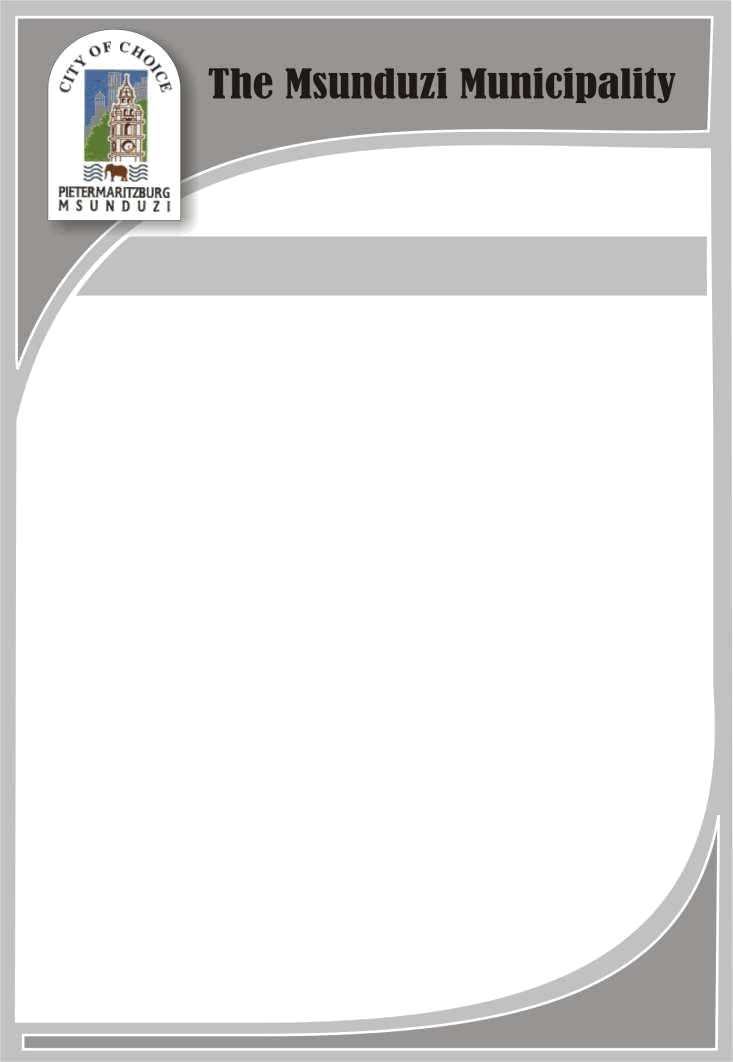 CITY OF CHOICE
The Msunduzi Municipality
PIETERMARITZBURG
MSUNDUZI